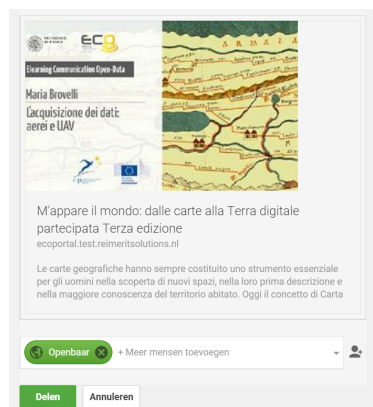 ECO
Elearning Communication Open-Data
Maria Brovelli
L'acquisizione dei dati:
aerei e UAV
M'appare il mondo: dalle carte alla Terra digitale
partecipata Terza edizione
ecoportal.test.reimeritsolutions.nl
Le carte geografiche hanno sempre costituito uno strumento essenziale
per gli uomini nella scoperta di nuovi spazi, nella loro prima descrizione e
nella maggiore conoscenza del territorio abitato. Oggi il concetto di Carta
Openbaar
+ Meer mensen toevoegen
Delen
Annuleren